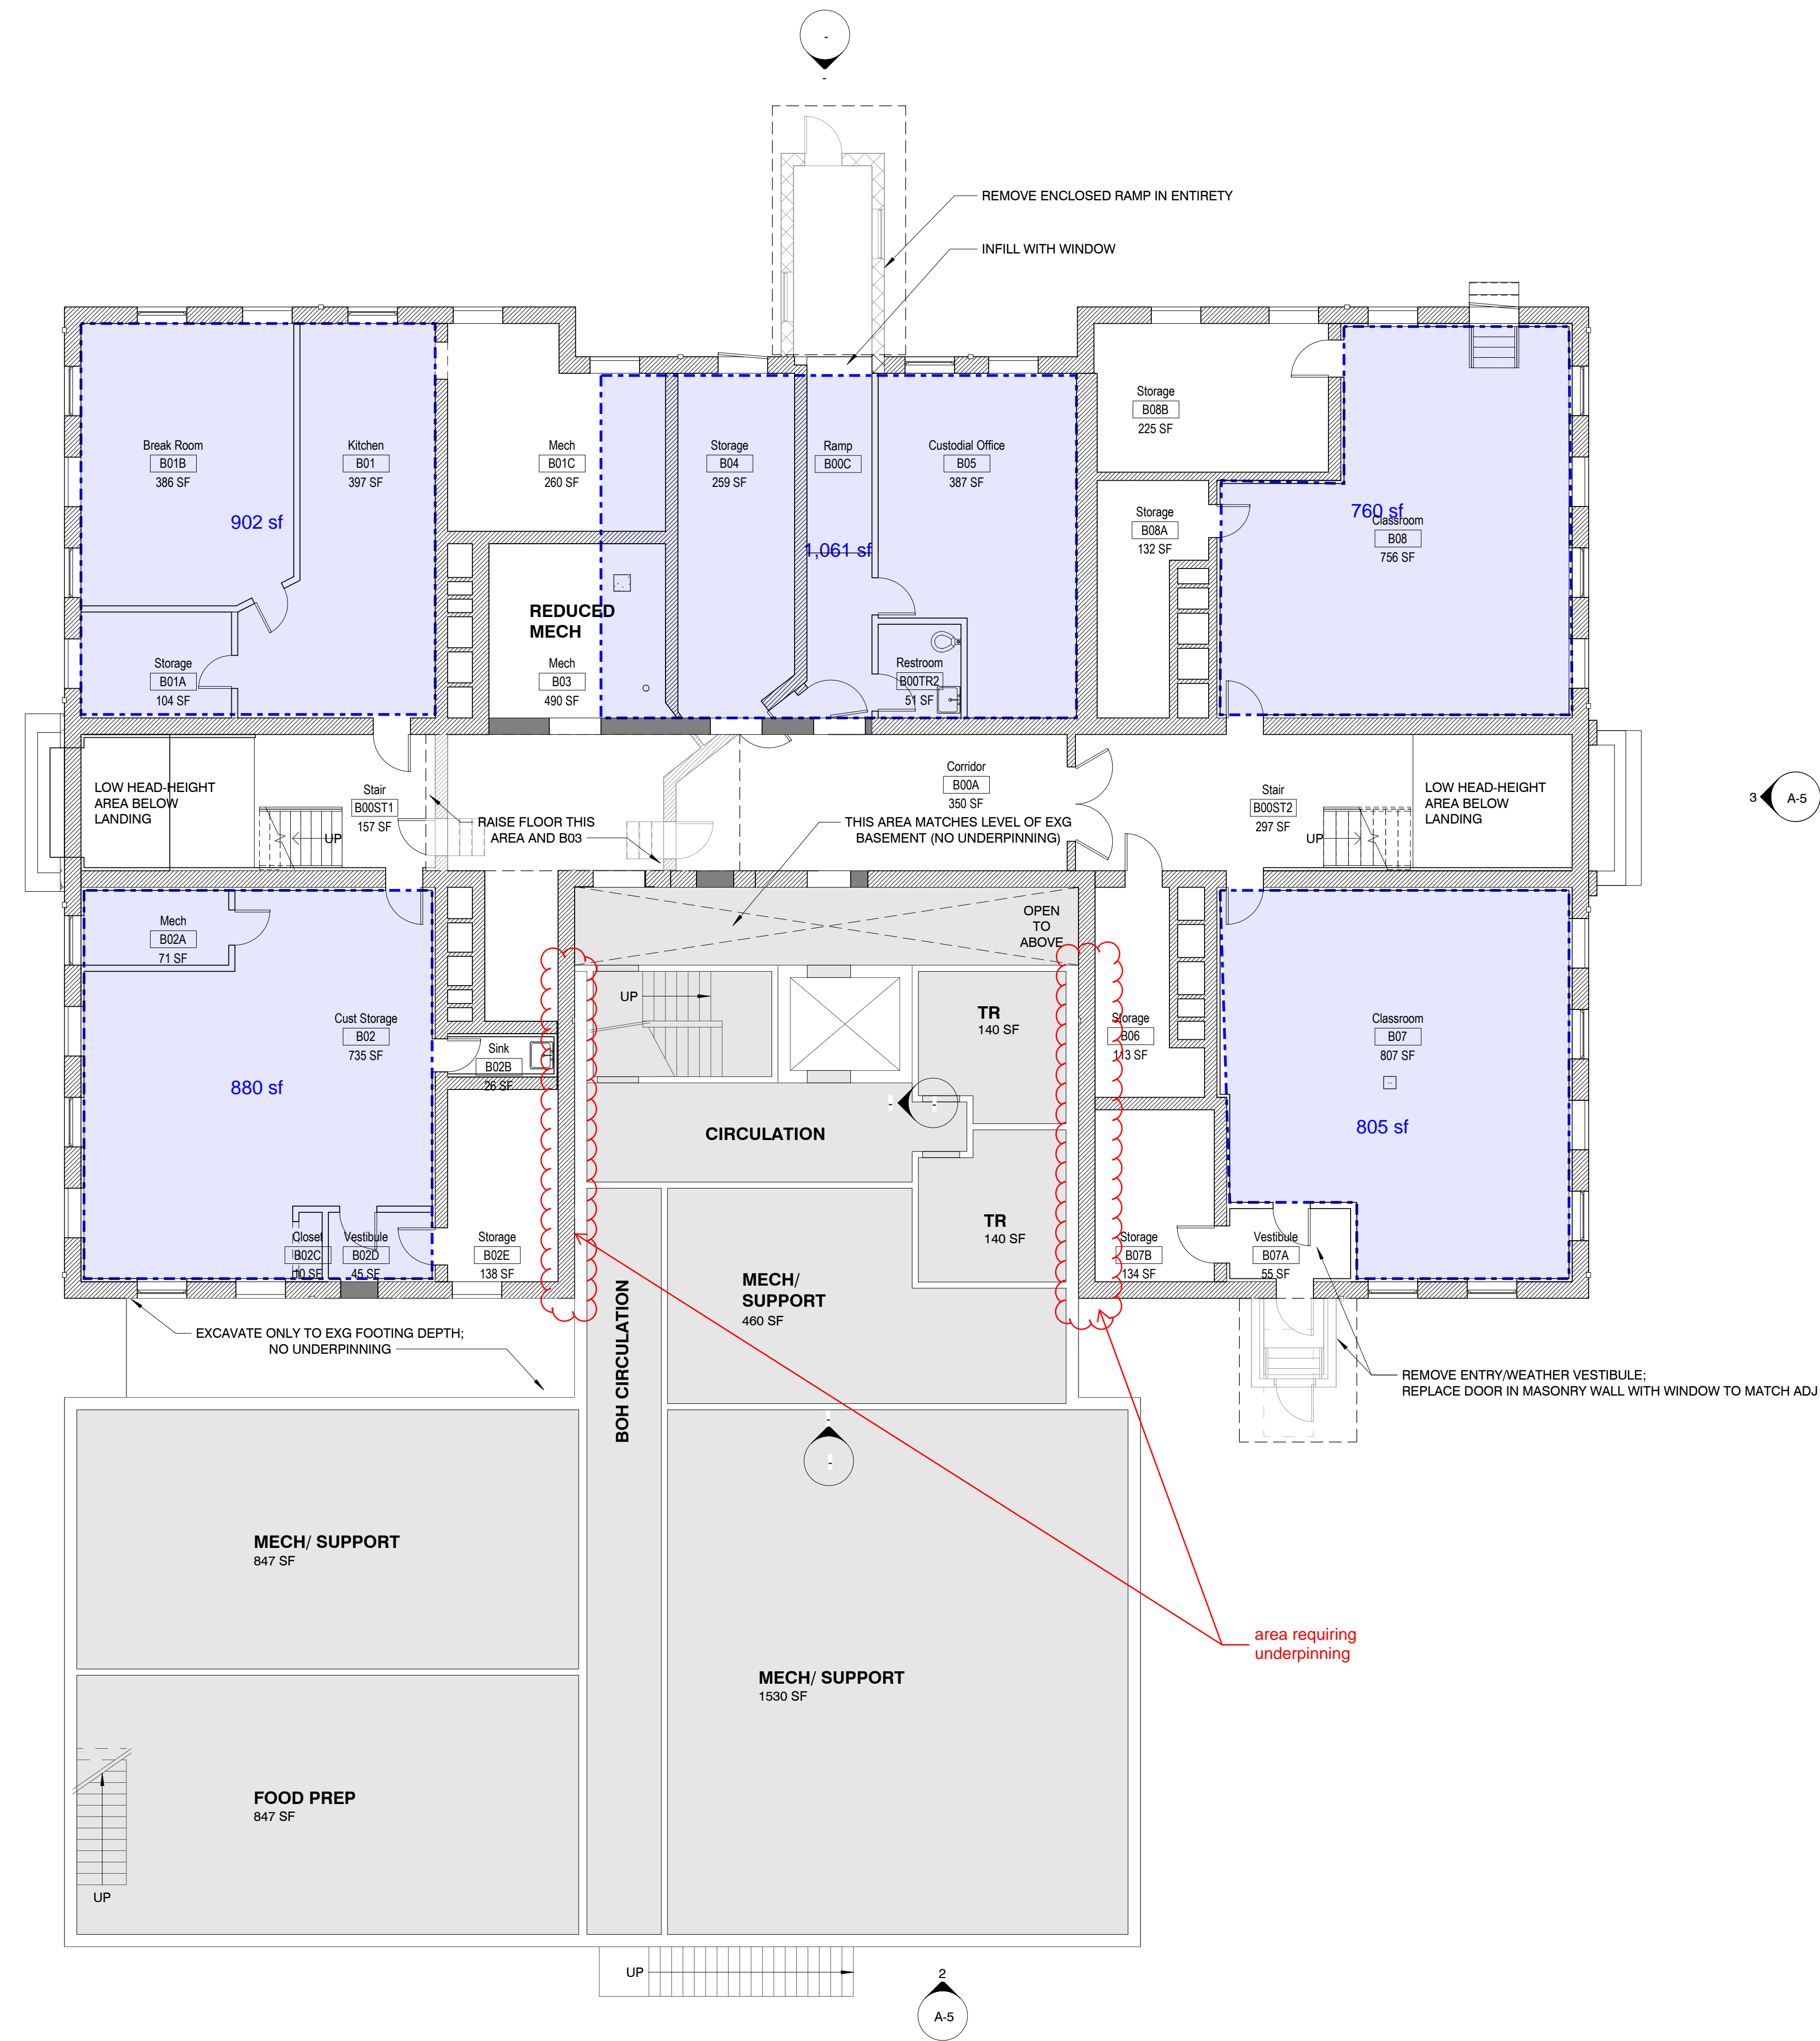 -
-
REMOVE ENCLOSED RAMP IN ENTIRETY
INFILL WITH WINDOW
Break Room
B01B
386 SF
Kitchen
B01
397 SF
902 sf
Mech
B01C
260 SF
Storage
B04
259 SF
Ramp
B00C
Custodial Office
B05
387 SF
1,061 sf
Storage
B08B
225 SF
Storage
B08A
132 SF
760 sf
Classroom
B08
756 SF
REDUCED
MECH
Mech
B03
490 SF
Storage
B01A
104 SF
Restroom
B00TR2
51 SF
LOW HEAD-HEIGHT
AREA BELOW
LANDING
Stair
B00ST1
157 SF
UP
RAISE FLOOR THIS
AREA AND B03
Corridor
B00A
350 SF
THIS AREA MATCHES LEVEL OF EXG
BASEMENT (NO UNDERPINNING)
Stair
B00ST2
297 SF
UP
LOW HEAD-HEIGHT
AREA BELOW
LANDING
3
A-5
Mech
B02A
71 SF
OPEN
TO
ABOVE
Cust Storage
B02
735 SF
880 sf
Sink
B02B
26 SF
UP
TR
140 SF
Storage
B06
113 SF
Classroom
B07
807 SF
805 sf
-
-
CIRCULATION
Closet
B02C
10 SF
Vestibule
B02D
45 SF
Storage
B02E
138 SF
TR
140 SF
Storage
B07B
134 SF
Vestibule
B07A
55 SF
MECH/
SUPPORT
460 SF
BOH CIRCULATION
EXCAVATE ONLY TO EXG FOOTING DEPTH;
NO UNDERPINNING
REMOVE ENTRY/WEATHER VESTIBULE;
REPLACE DOOR IN MASONRY WALL WITH WINDOW TO MATCH ADJ
-
-
MECH/ SUPPORT
847 SF
area requiring
underpinning
MECH/ SUPPORT
1530 SF
FOOD PREP
847 SF
UP
UP
2
A-5